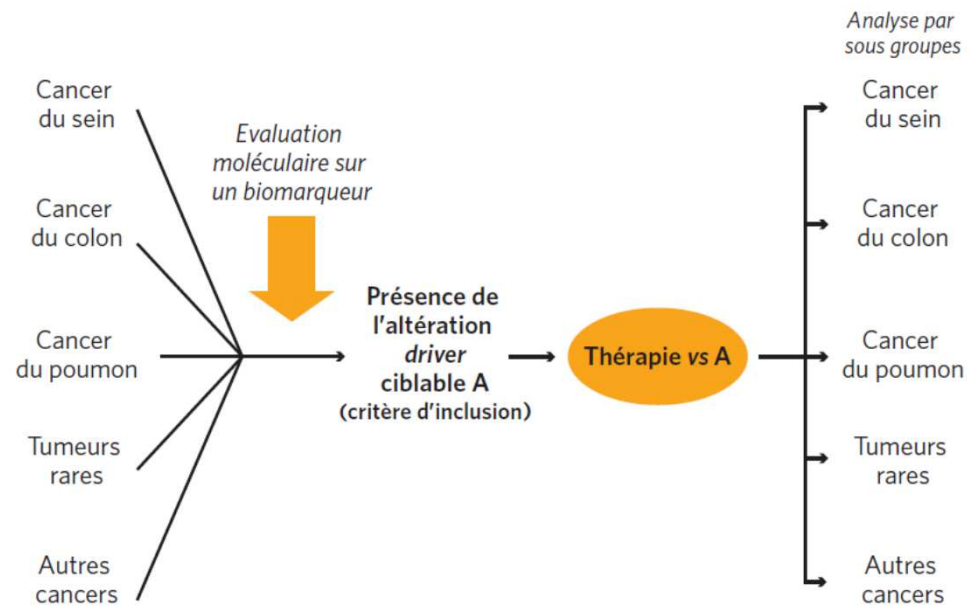 Analyse par
sous groupes
Cancer
du sein
Cancer
du colon
Cancer
du poumon
Tumeurs
rares
Autres
cancers
Evaluation
moléculaire sur
un biomarqueur
Présence de
l'altération
driver
ciblable A
(critère d'inclusion)
Thérapie vs A
Cancer
du sein
Cancer
du colon
Cancer
du poumon
Tumeurs
rares
Autres
cancers